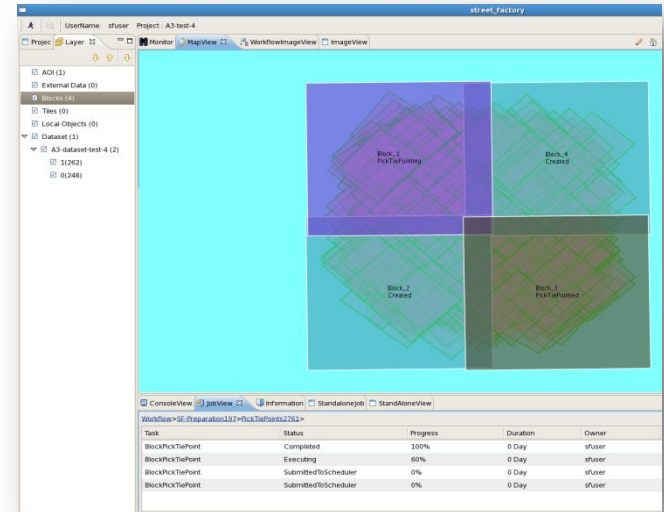 street_factory
UserName: sfuser Project : A3-test-4
Projec Layer
Monitor MapView WorkflowImageView ImageView
AOI (1)
External Data (0)
Blocks (4)
Tiles (0)
Local Objects (0)
Dataset (1)
A3-dataset-test-4 (2)
1(262)
0(248)
Block_1
PickTiePointing
Block_4
Created
Block_2
Created
Block_3
PickTiePointed
ConsoleView JobView Information StandaloneJob StandAloneView
Workflow>SF-Preparation197>PickTiePoints2761>
Task Status Progress Duration Owner
BlockPickTiePoint Completed 100% 0 Day sfuser
BlockPickTiePoint Executing 60% 0 Day sfuser
BlockPickTiePoint SubmittedToScheduler 0% 0 Day sfuser
BlockPickTiePoint SubmittedToScheduler 0% 0 Day sfuser